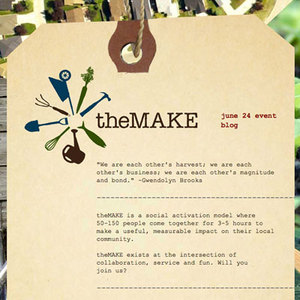 theMAKE
june 24 event
blog
"We are each other's harvest; we are each
other's business; we are each other's magnitude
and bond." -Gwendolyn Brooks
theMAKE is a social activation model where
50-150 people come together for 3-5 hours to
make a useful, measurable impact on their local
community.
theMAKE exists at the intersection of
collaboration, service and fun. Will you
join us?